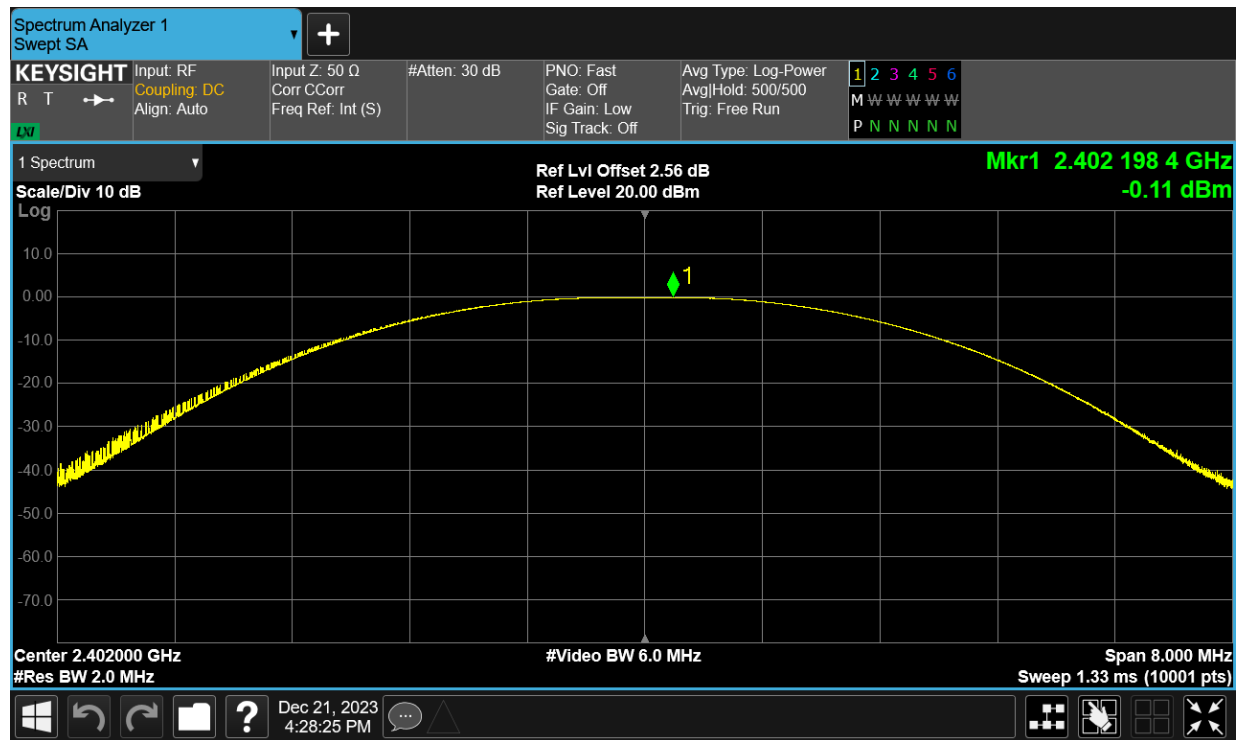 Spectrum Analyzer 1
Swept SA
KEYSIGHT
R T
LXI
Input: RF
Coupling: DC
Align: Auto
Input Z: 50 Ω
Corr CCorr
Freq Ref: Int (S)
#Atten: 30 dB
PNO: Fast
Gate: Off
IF Gain: Low
Sig Track: Off
Avg Type: Log-Power
Avg|Hold: 500/500
Trig: Free Run
1 2 3 4 5 6
M W W W W W
P N N N N N
1 Spectrum
Scale/Div 10 dB
Ref Lvl Offset 2.56 dB
Ref Level 20.00 dBm
Mkr1 2.402 198 4 GHz
-0.11 dBm
Log
10.0
0.00
-10.0
-20.0
-30.0
-40.0
-50.0
-60.0
-70.0
1
Center 2.402000 GHz
#Res BW 2.0 MHz
#Video BW 6.0 MHz
Span 8.000 MHz
Sweep 1.33 ms (10001 pts)
?
Dec 21, 2023
4:28:25 PM